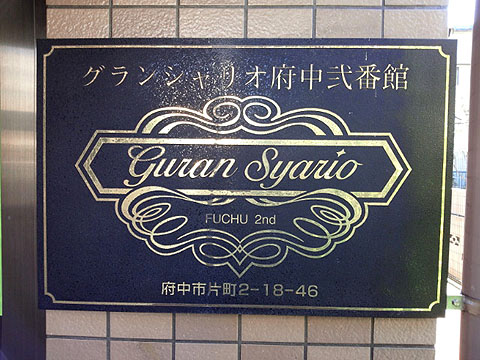 グランシャリオ府中弐番館
Guran Syario
FUCHU 2nd
府中市片町2-18-46